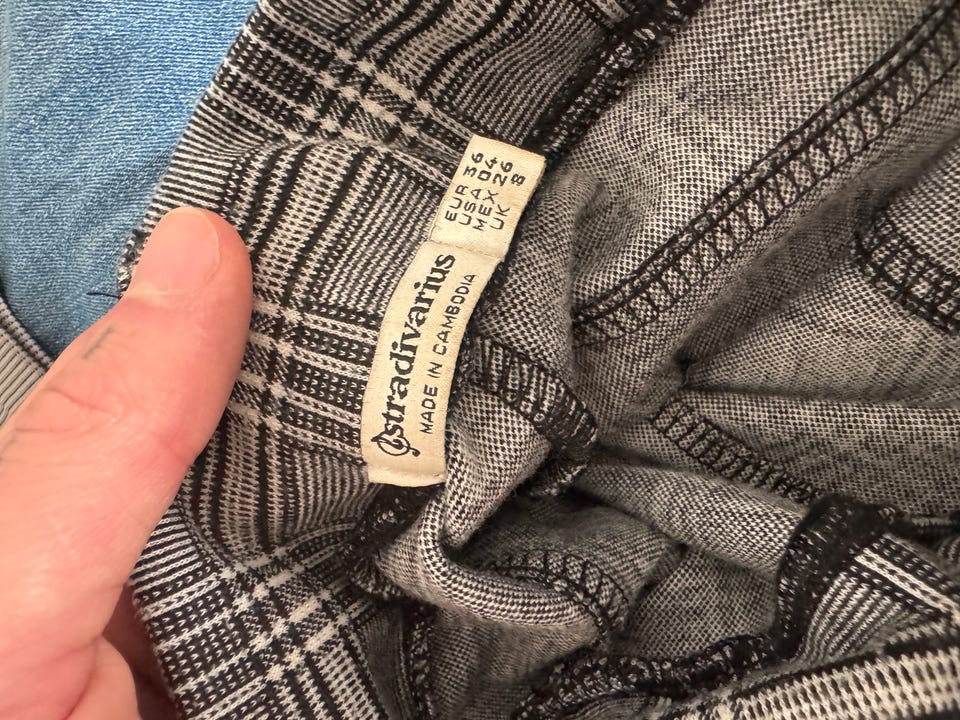 EUR 36
USA 04
MEX 26
UK 8
stradivarius
MADE IN CAMBODIA